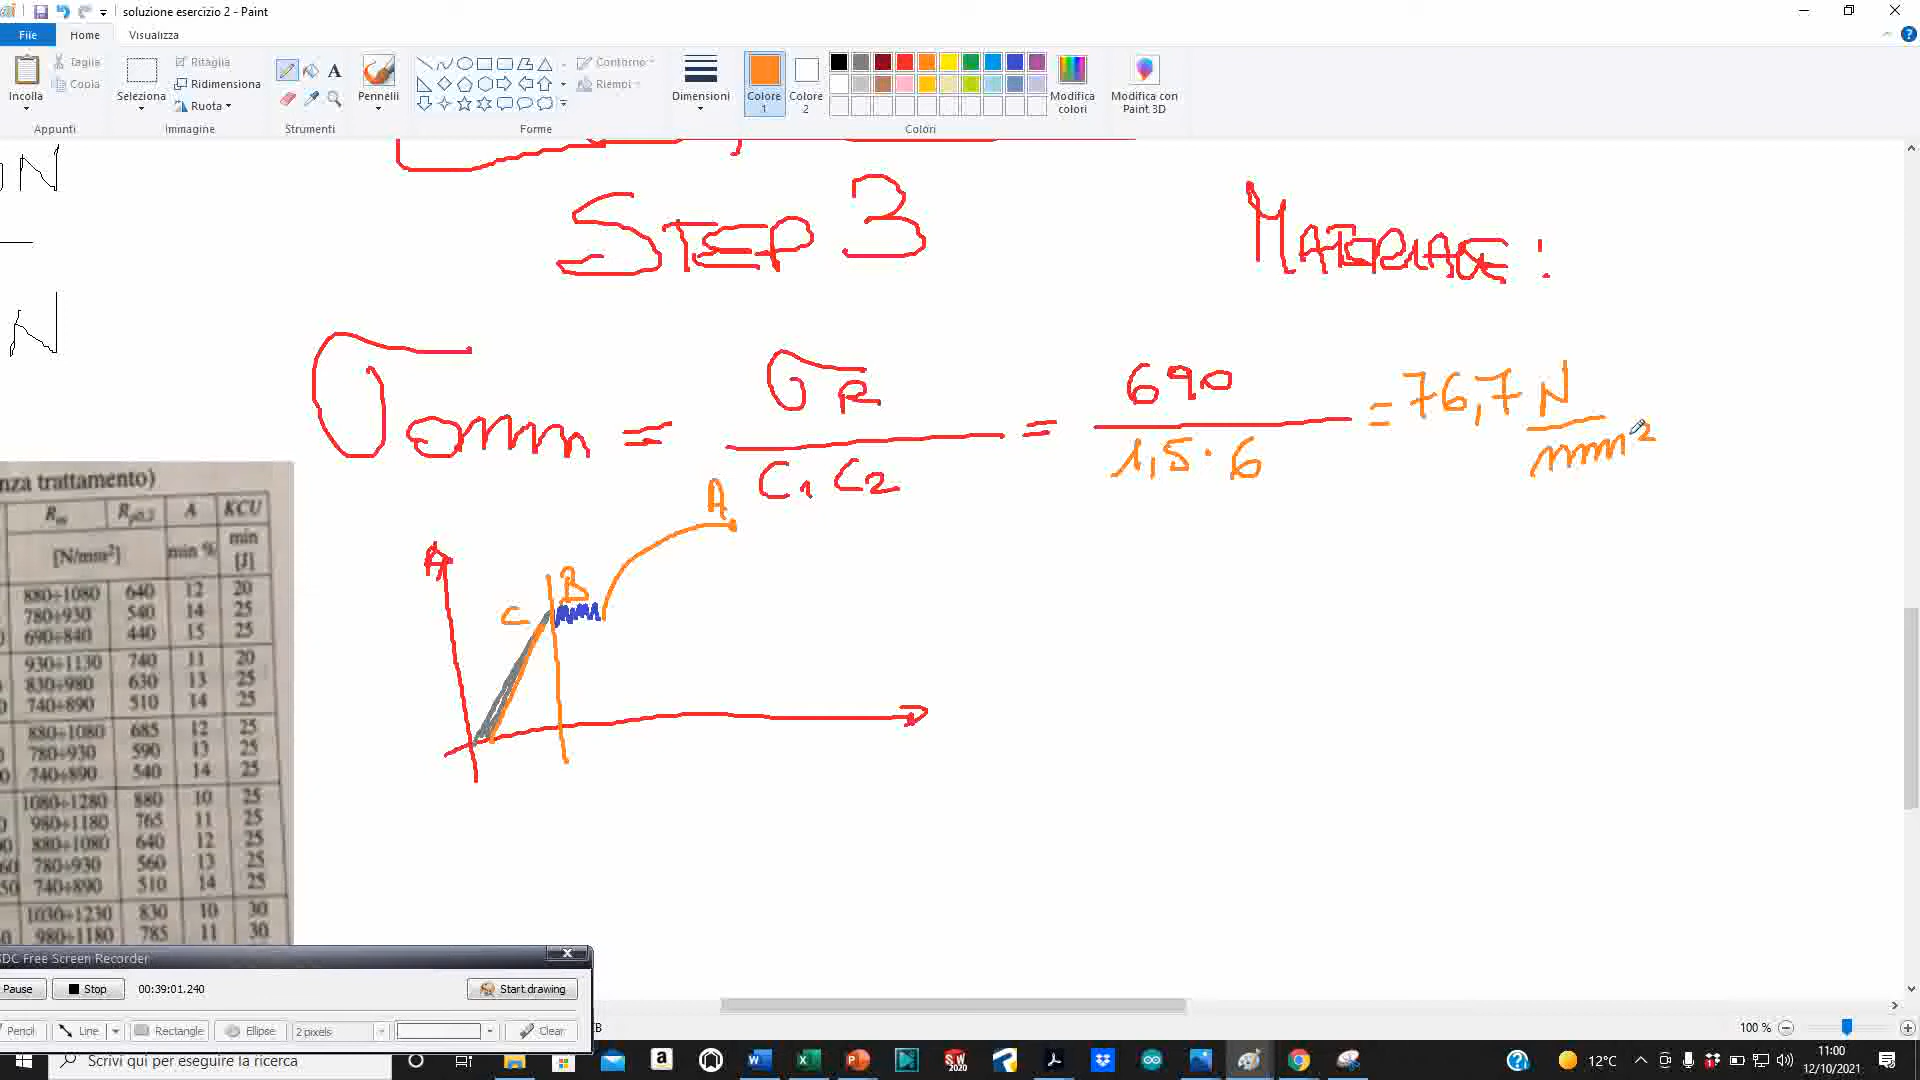 soluzione esercizio 2 - Paint
File Home Visualizza
Incolla
Taglia
Copia
Appunti
Seleziona
Ritaglia
Ridimensiona
Ruota
Immagine
Strumenti
Pennelli
Contorno
Riempi
Forme
Dimensioni
Colore 1
Colore 2
Modifica colori
Modifica con Paint 3D
Colori
N
N
STEP 3
MATERIALE:
σamm = σR / C1 C2 = 690 / 1,5 · 6 = 76,7 N / mm²
A
B
C
nza trattamento)
Rm Rp0,2 A KCU
[N/mm²] min % min [J]
880÷1080 640 12 20
780÷930 540 14 25
690÷840 440 15 25
930÷1130 740 11 20
830÷980 630 13 25
740÷890 510 14 25
880÷1080 685 12 25
780÷930 590 13 25
740÷890 540 14 25
1080÷1280 880 10 25
980÷1180 765 11 25
880÷1080 640 12 25
780÷930 560 13 25
740÷890 510 14 25
1030÷1230 830 10 30
980÷1180 785 11 30
DC Free Screen Recorder
Pause Stop 00:39:01.240 Start drawing
Pencil Line Rectangle Ellipse 2 pixels Clear
100 %
Scrivi qui per eseguire la ricerca
12°C
11:00
12/10/2021